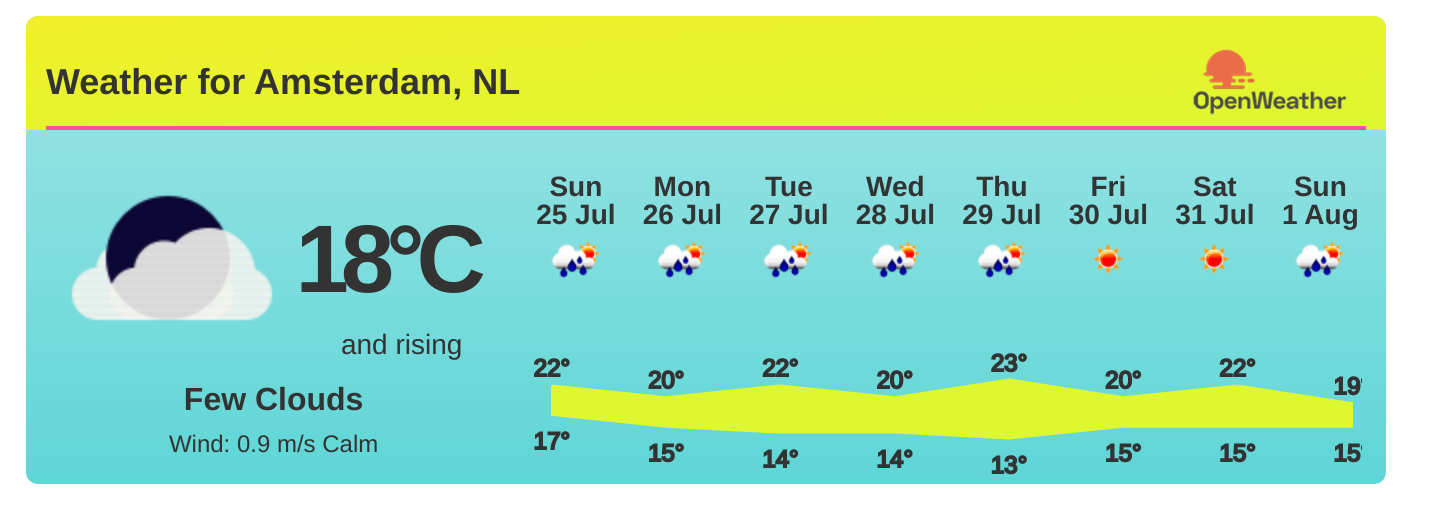 Weather for Amsterdam, NL
OpenWeather
18°C
and rising
Few Clouds
Wind: 0.9 m/s Calm
Sun Mon Tue Wed Thu Fri Sat Sun
25 Jul 26 Jul 27 Jul 28 Jul 29 Jul 30 Jul 31 Jul 1 Aug
22° 20° 22° 20° 23° 20° 22° 19°
17° 15° 14° 14° 13° 15° 15° 15°